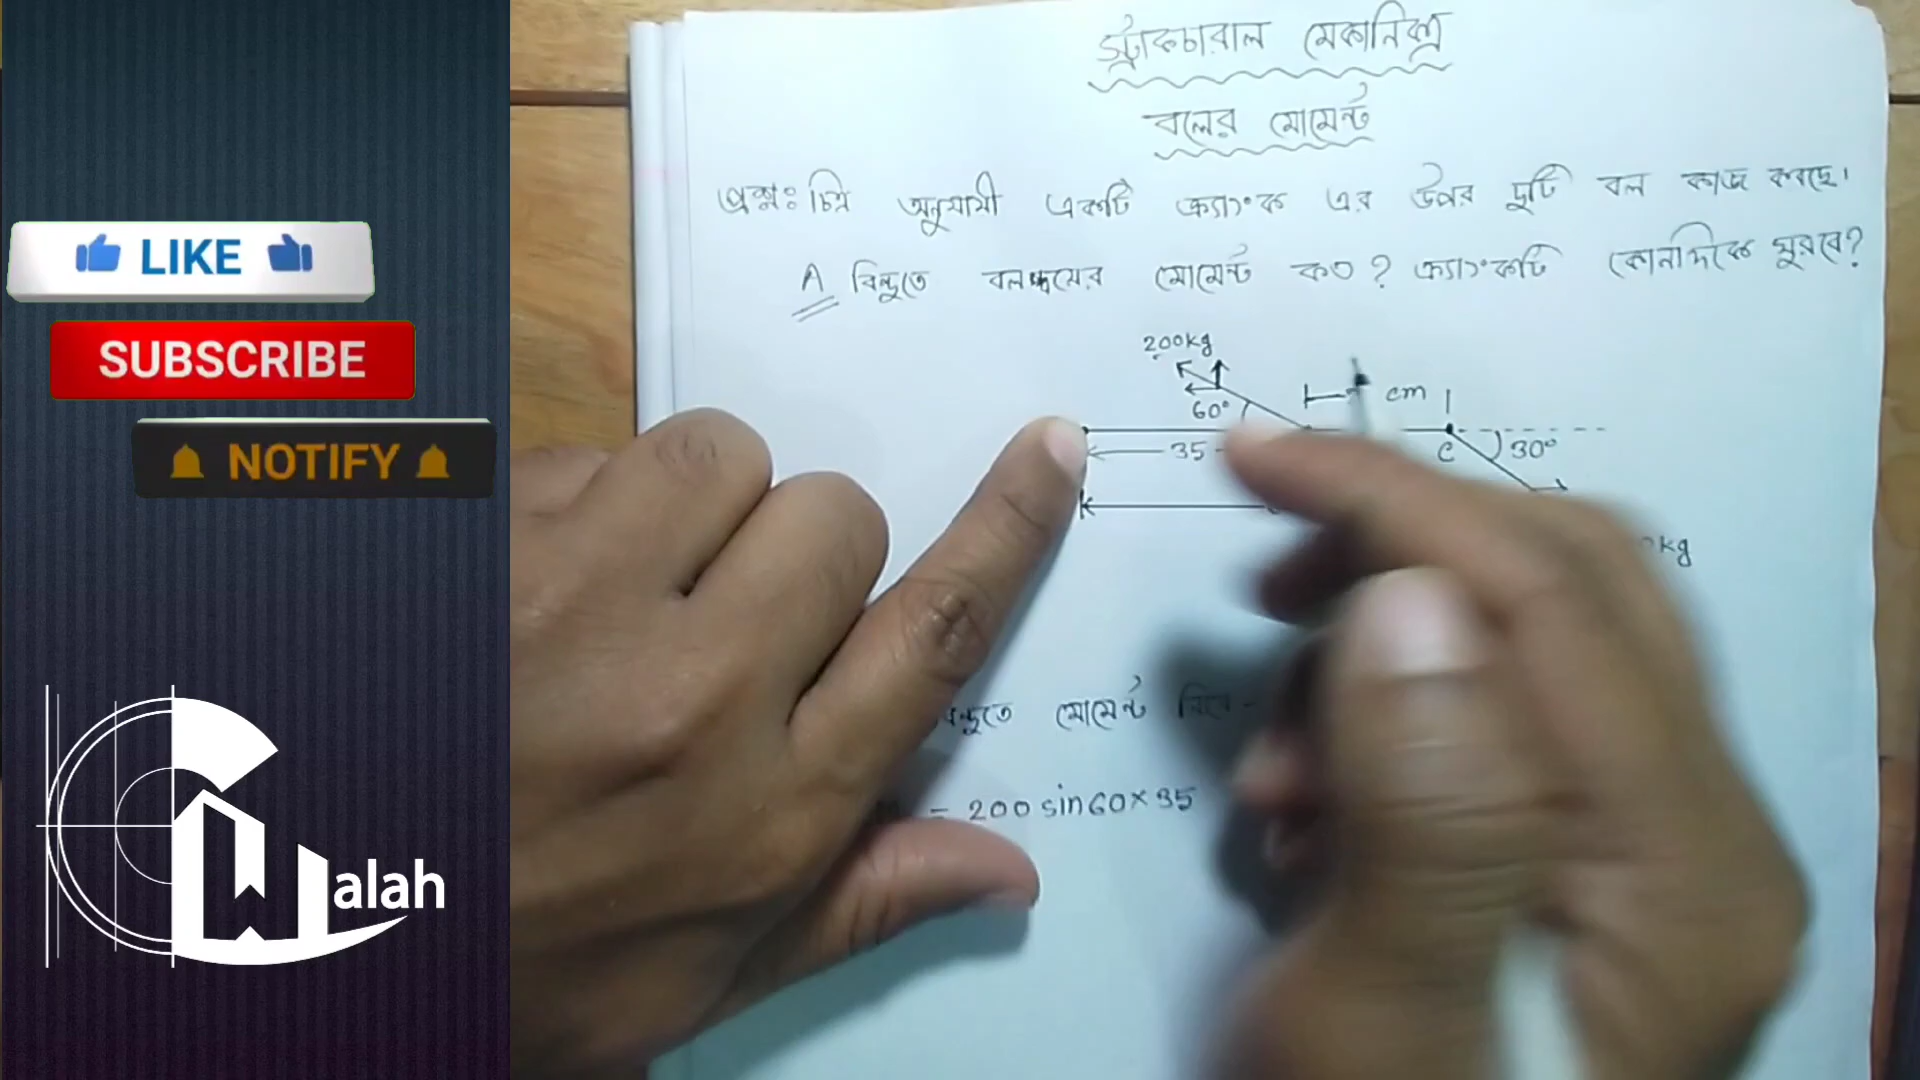 LIKE
SUBSCRIBE
NOTIFY
Walah
স্ট্রাকচারাল মেকানিক্স
বলের মোমেন্ট
প্রশ্নঃ চিত্র অনুযায়ী একটি ক্র্যাংক এর উপর দুটি বল কাজ করছে।
A বিন্দুতে বলদ্বয়ের মোমেন্ট কত? ক্র্যাংকটি কোনদিকে ঘুরবে?
200kg
60°
cm
35
C
30°
kg
মোমেন্ট
= 200 sin60×35